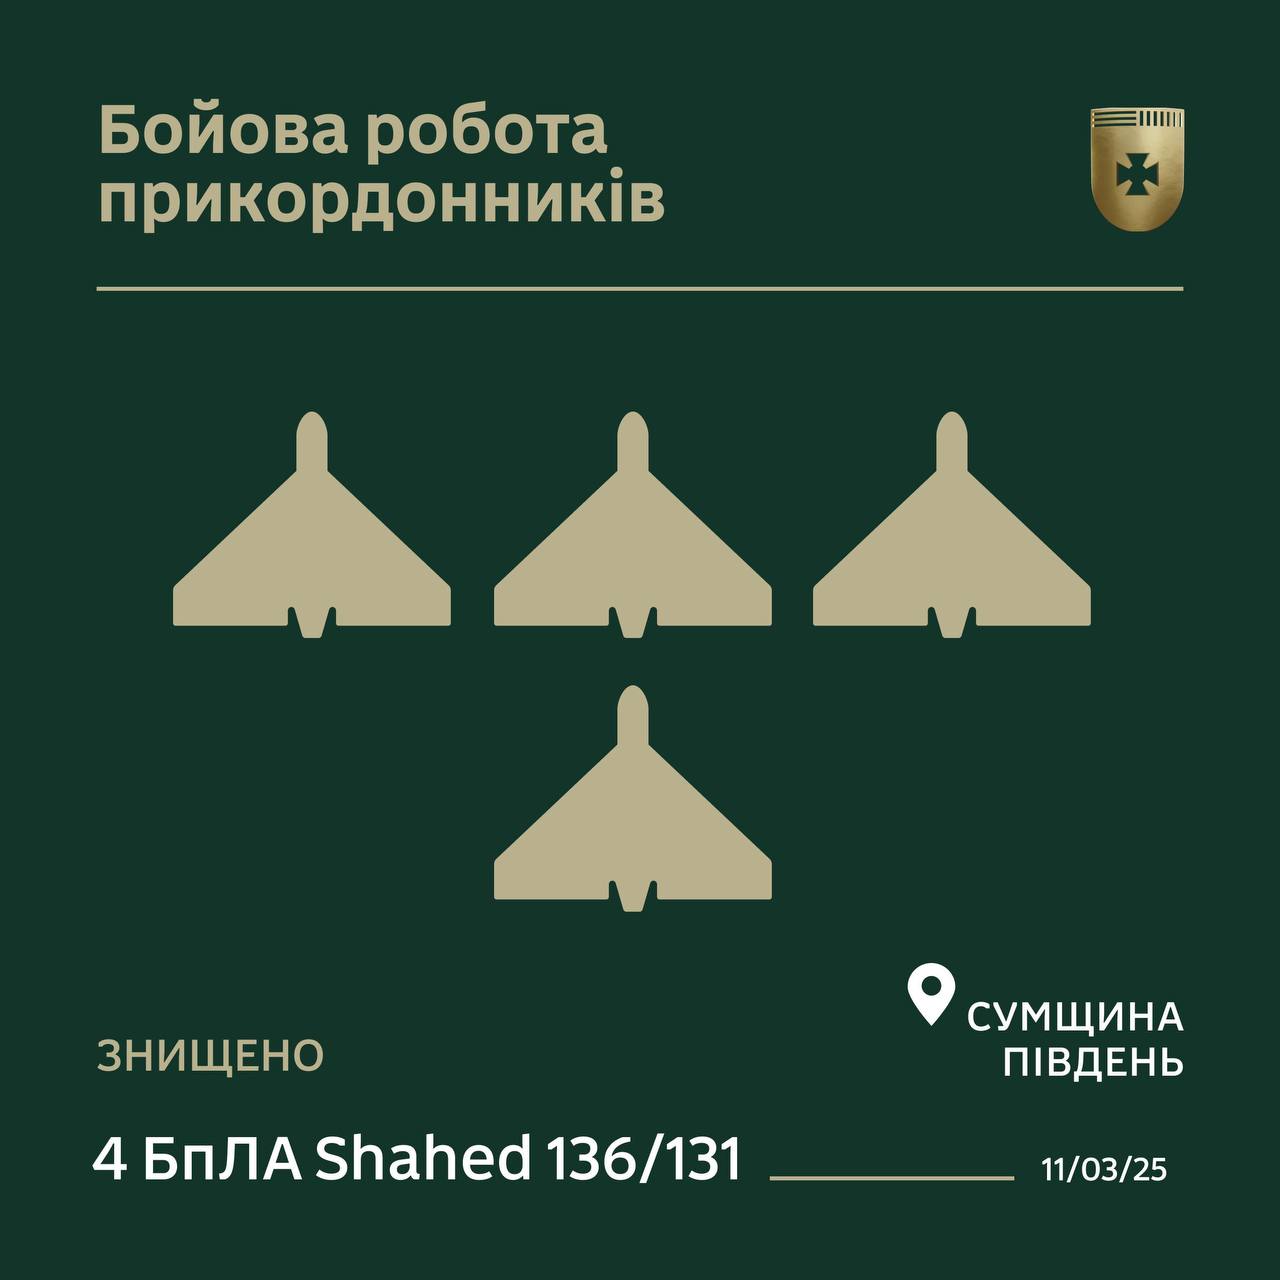 Бойова робота
прикордонників
СУМЩИНА
ПІВДЕНЬ
ЗНИЩЕНО
4 БпЛА Shahed 136/131
11/03/25